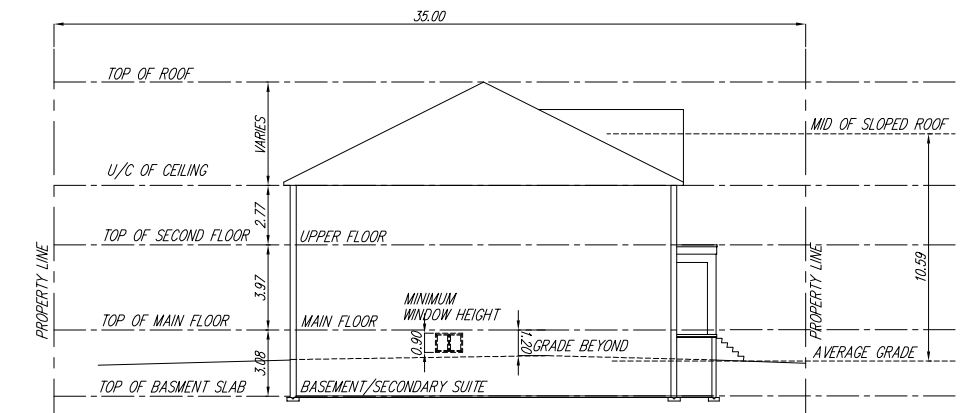 35.00
TOP OF ROOF
MID OF SLOPED ROOF
VARIES
U/C OF CEILING
2.77
TOP OF SECOND FLOOR
UPPER FLOOR
PROPERTY LINE
PROPERTY LINE
10.59
3.97
MINIMUM
WINDOW HEIGHT
TOP OF MAIN FLOOR
MAIN FLOOR
0.90
1.20
GRADE BEYOND
AVERAGE GRADE
3.08
TOP OF BASMENT SLAB
BASEMENT/SECONDARY SUITE